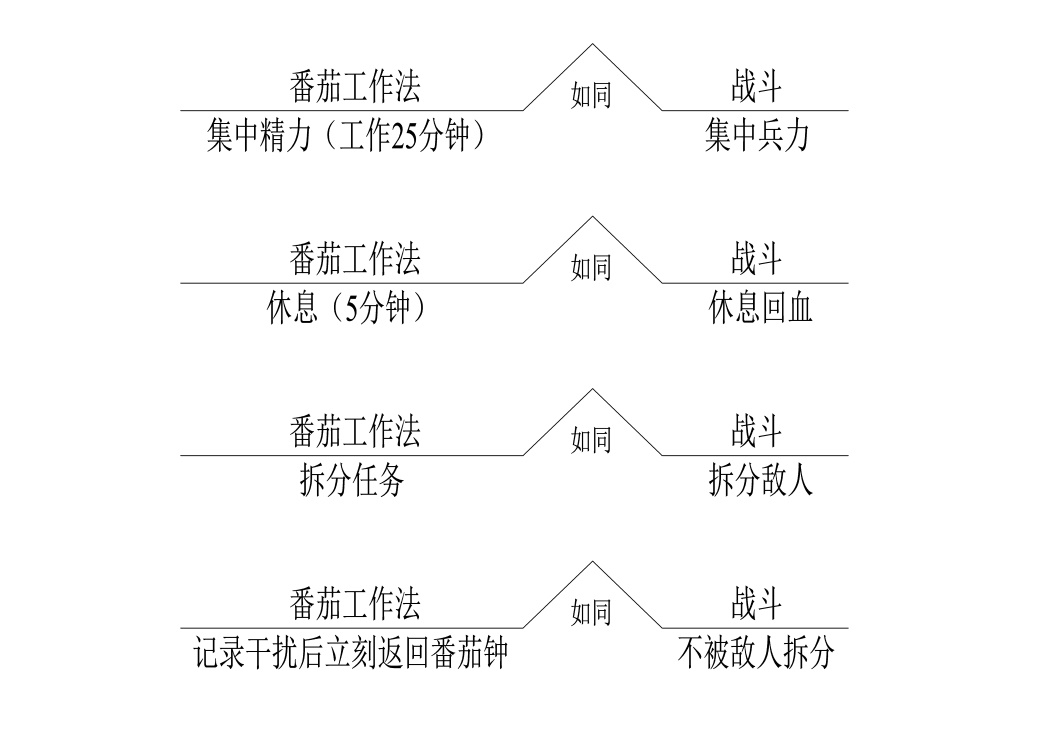 番茄工作法 如同 战斗
集中精力（工作25分钟） 集中兵力
番茄工作法 如同 战斗
休息（5分钟） 休息回血
番茄工作法 如同 战斗
拆分任务 拆分敌人
番茄工作法 如同 战斗
记录干扰后立刻返回番茄钟 不被敌人拆分